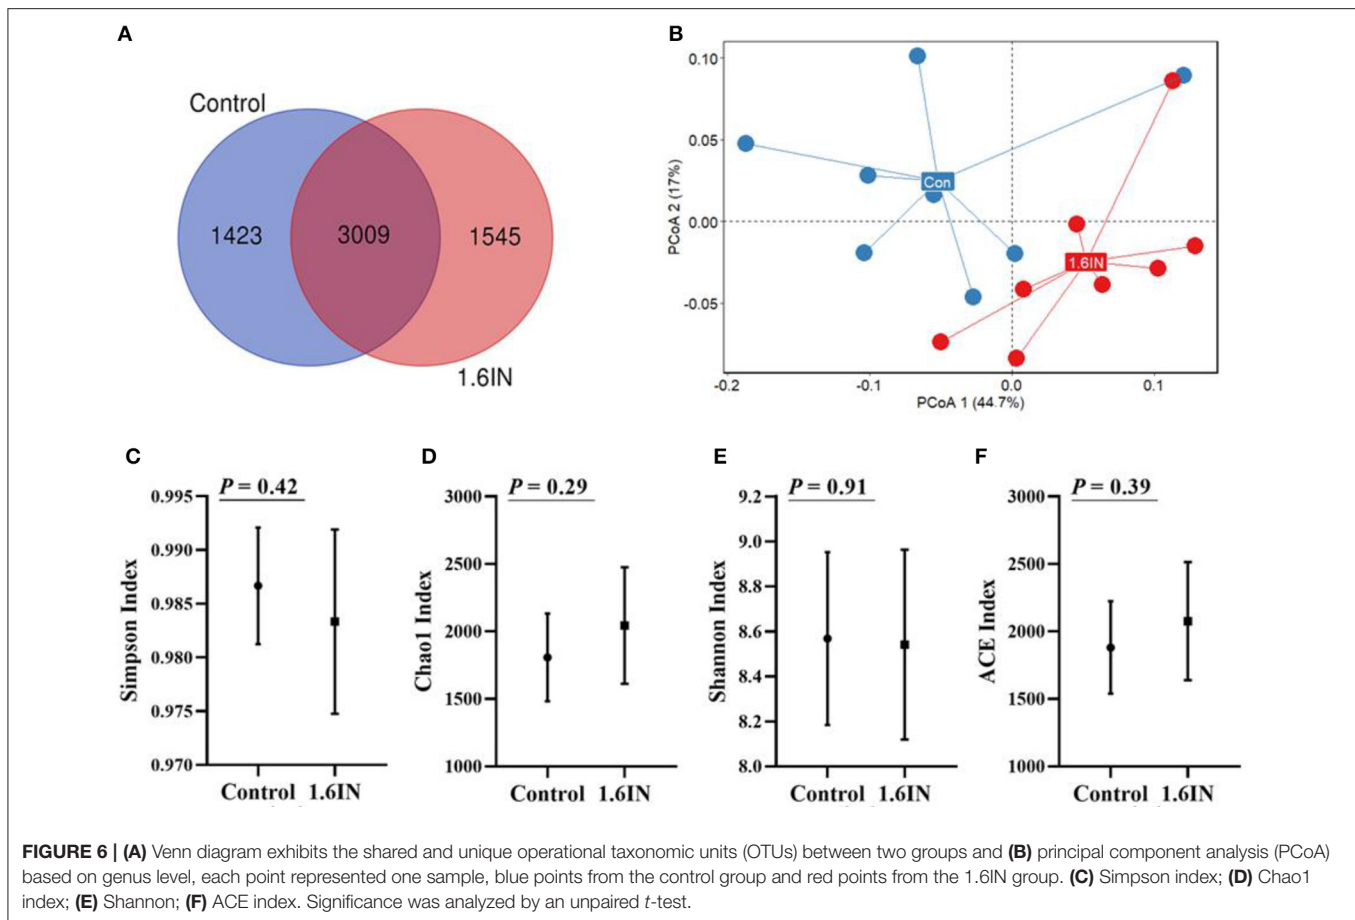 A
Control
1423
3009
1545
1.6IN
B
0.10
0.05
0.00
-0.05
PCoA 2 (17%)
Con
1.6IN
-0.2
-0.1
0.0
0.1
PCoA 1 (44.7%)
C
P = 0.42
0.995
0.990
0.985
0.980
0.975
0.970
Simpson Index
Control 1.6IN
D
P = 0.29
3000
2500
2000
1500
1000
Chao1 Index
Control 1.6IN
E
P = 0.91
9.2
9.0
8.8
8.6
8.4
8.2
8.0
Shannon Index
Control 1.6IN
F
P = 0.39
3000
2500
2000
1500
1000
ACE Index
Control 1.6IN
FIGURE 6 | (A) Venn diagram exhibits the shared and unique operational taxonomic units (OTUs) between two groups and (B) principal component analysis (PCoA)
based on genus level, each point represented one sample, blue points from the control group and red points from the 1.6IN group. (C) Simpson index; (D) Chao1
index; (E) Shannon; (F) ACE index. Significance was analyzed by an unpaired t-test.